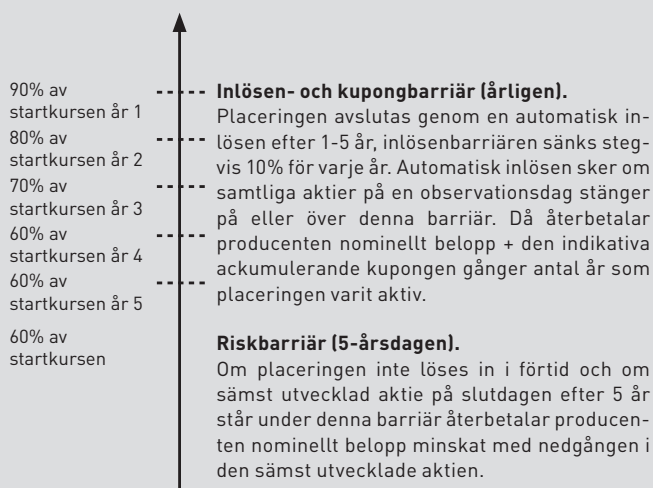 90% av
startkursen år 1
80% av
startkursen år 2
70% av
startkursen år 3
60% av
startkursen år 4
60% av
startkursen år 5
60% av
startkursen
Inlösen- och kupongbarriär (årligen).
Placeringen avslutas genom en automatisk in-
lösen efter 1-5 år, inlösenbarriären sänks steg-
vis 10% för varje år. Automatisk inlösen sker om
samtliga aktier på en observationsdag stänger
på eller över denna barriär. Då återbetalar
producenten nominellt belopp + den indikativa
ackumulerande kupongen gånger antal år som
placeringen varit aktiv.
Riskbarriär (5-årsdagen).
Om placeringen inte löses in i förtid och om
sämst utvecklad aktie på slutdagen efter 5 år
står under denna barriär återbetalar producen-
ten nominellt belopp minskat med nedgången i
den sämst utvecklade aktien.